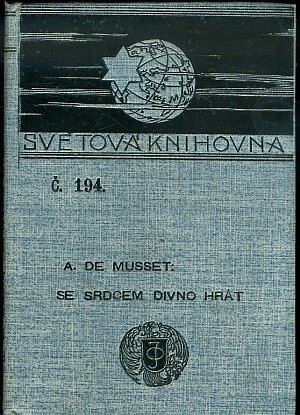 SVĚTOVÁ KNIHOVNA
Č. 194.
A. DE MUSSET:
SE SRDCEM DIVNO HRÁT